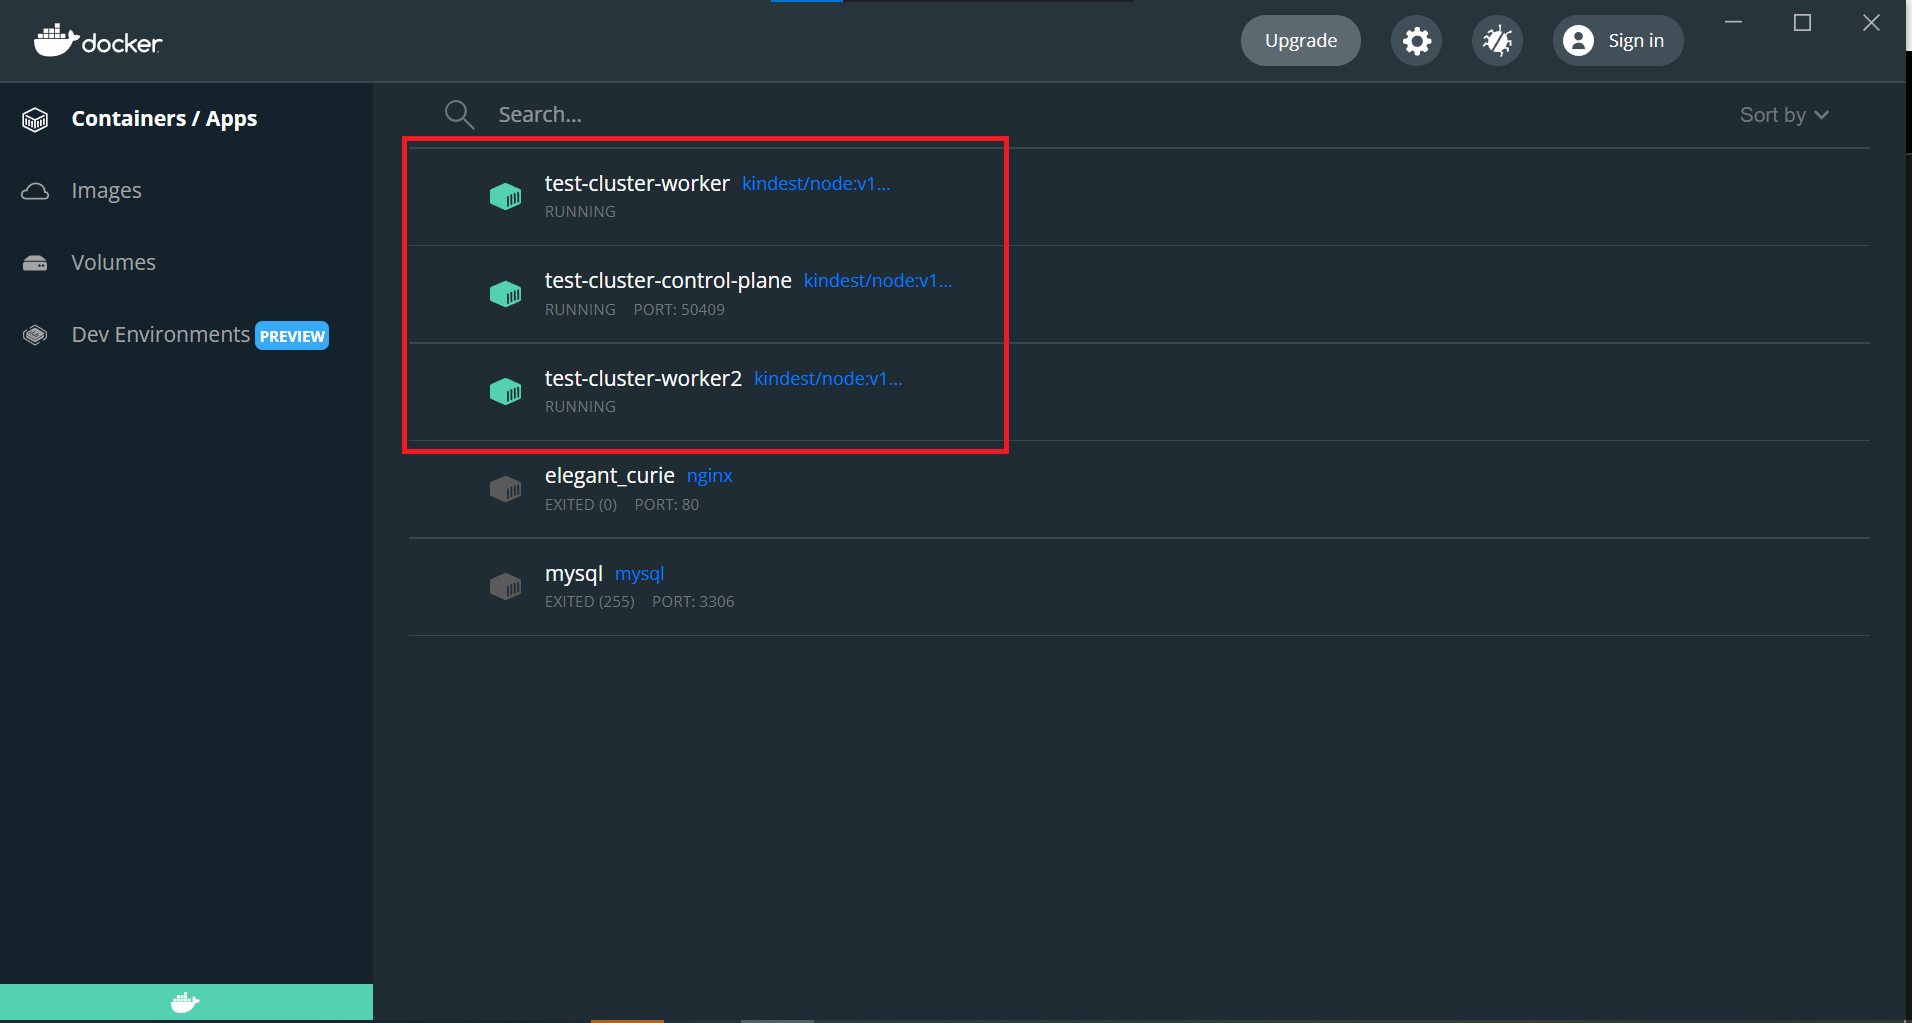 docker
Upgrade
Sign in
Containers / Apps
Images
Volumes
Dev Environments PREVIEW
Search...
Sort by
test-cluster-worker kindest/node:v1...
RUNNING
test-cluster-control-plane kindest/node:v1...
RUNNING PORT: 50409
test-cluster-worker2 kindest/node:v1...
RUNNING
elegant_curie nginx
EXITED (0) PORT: 80
mysql mysql
EXITED (255) PORT: 3306